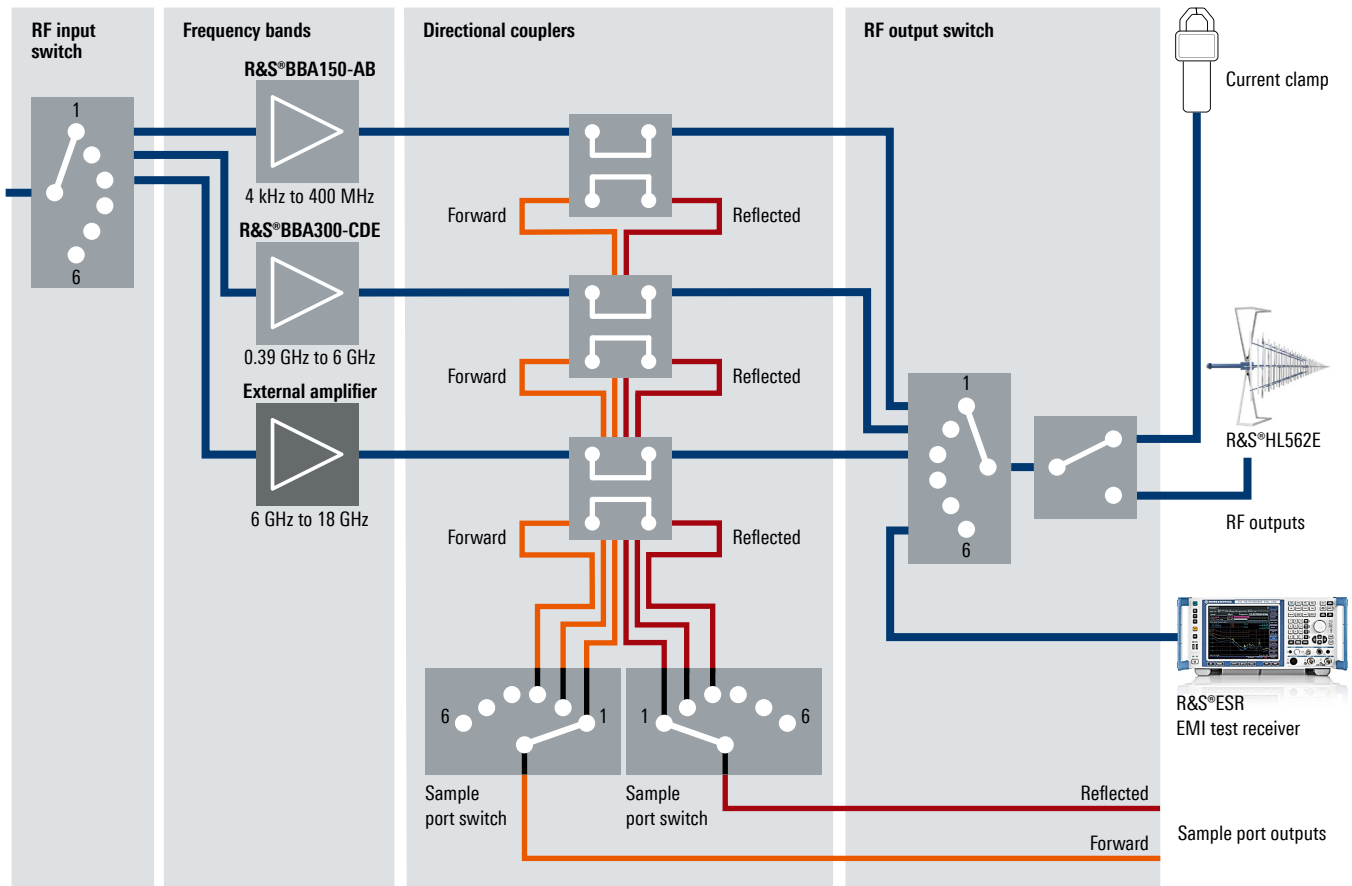 RF input
switch
Frequency bands
Directional couplers
RF output switch
R&S®BBA150-AB
1
4 kHz to 400 MHz
R&S®BBA300-CDE
6
0.39 GHz to 6 GHz
External amplifier
6 GHz to 18 GHz
Forward
Reflected
Forward
Reflected
Forward
Reflected
6
1
1
6
Sample
port switch
Sample
port switch
1
6
Current clamp
R&S®HL562E
RF outputs
R&S®ESR
EMI test receiver
Reflected
Forward
Sample port outputs